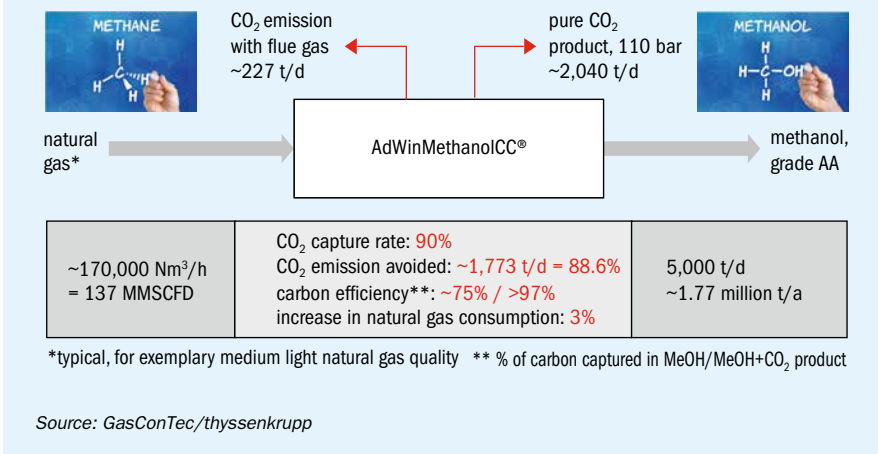 METHANE
H
C
H
H
H
CO₂ emission
with flue gas
~227 t/d
pure CO₂
product, 110 bar
~2,040 t/d
METHANOL
H
H–C–OH
H
natural
gas*
AdWinMethanolCC®
methanol,
grade AA
~170,000 Nm³/h
= 137 MMSCFD
CO₂ capture rate: 90%
CO₂ emission avoided: ~1,773 t/d = 88.6%
carbon efficiency**: ~75% / >97%
increase in natural gas consumption: 3%
5,000 t/d
~1.77 million t/a
*typical, for exemplary medium light natural gas quality ** % of carbon captured in MeOH/MeOH+CO₂ product
Source: GasConTec/thyssenkrupp